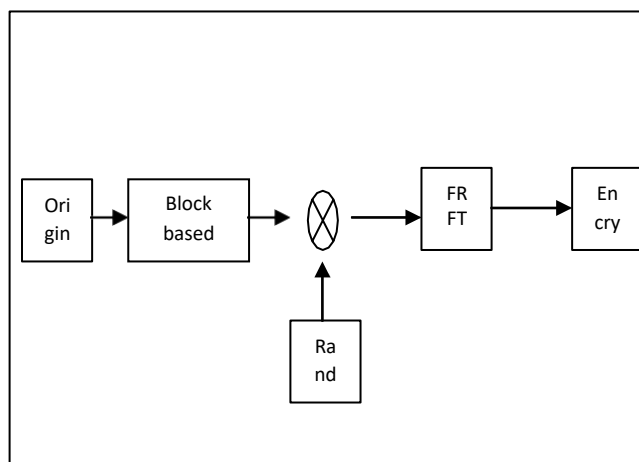 Ori
gin
Block
based
FR
FT
En
cry
Ra
nd